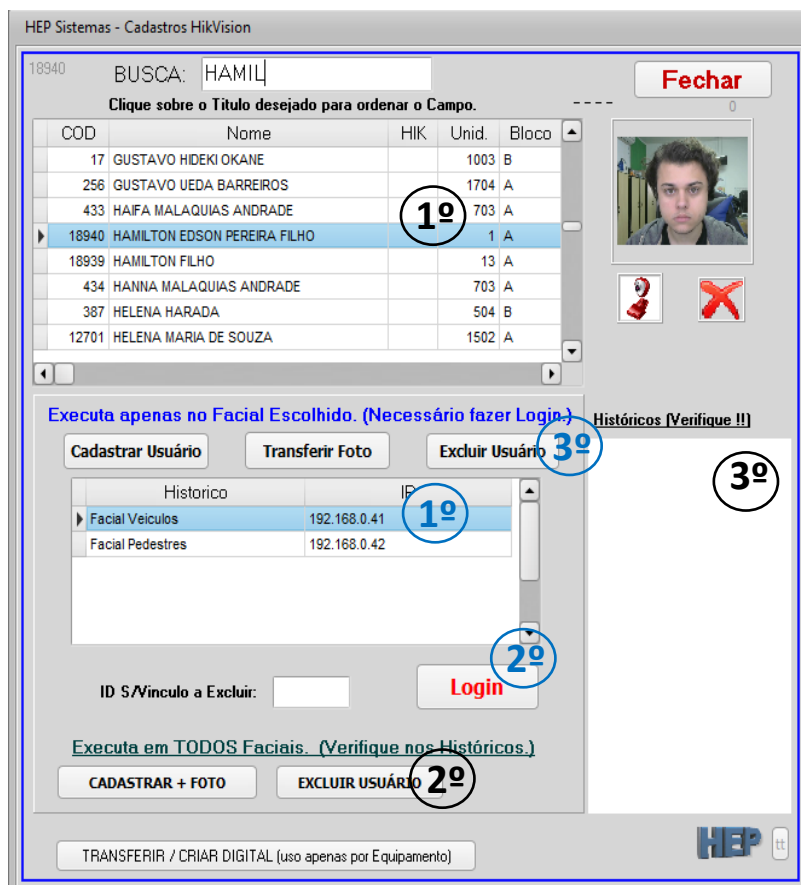 HEP Sistemas - Cadastros HikVision
18940
BUSCA: HAMIL
Fechar
Clique sobre o Titulo desejado para ordenar o Campo.
- - - -
0
COD Nome HIK Unid. Bloco
17 GUSTAVO HIDEKI OKANE 1003 B
256 GUSTAVO UEDA BARREIROS 1704 A
433 HAIFA MALAQUIAS ANDRADE 703 A
1º
18940 HAMILTON EDSON PEREIRA FILHO 1 A
18939 HAMILTON FILHO 13 A
434 HANNA MALAQUIAS ANDRADE 703 A
387 HELENA HARADA 504 B
12701 HELENA MARIA DE SOUZA 1502 A
Executa apenas no Facial Escolhido. (Necessário fazer Login.)
Históricos (Verifique !!)
Cadastrar Usuário Transferir Foto Excluir Usuário 3º
3º
Historico IP
1º
Facial Veiculos 192.168.0.41
Facial Pedestres 192.168.0.42
2º
ID S/Vinculo a Excluir:
Login
Executa em TODOS Faciais. (Verifique nos Históricos.)
CADASTRAR + FOTO EXCLUIR USUÁRIO 2º
TRANSFERIR / CRIAR DIGITAL (uso apenas por Equipamento)
HEP tt